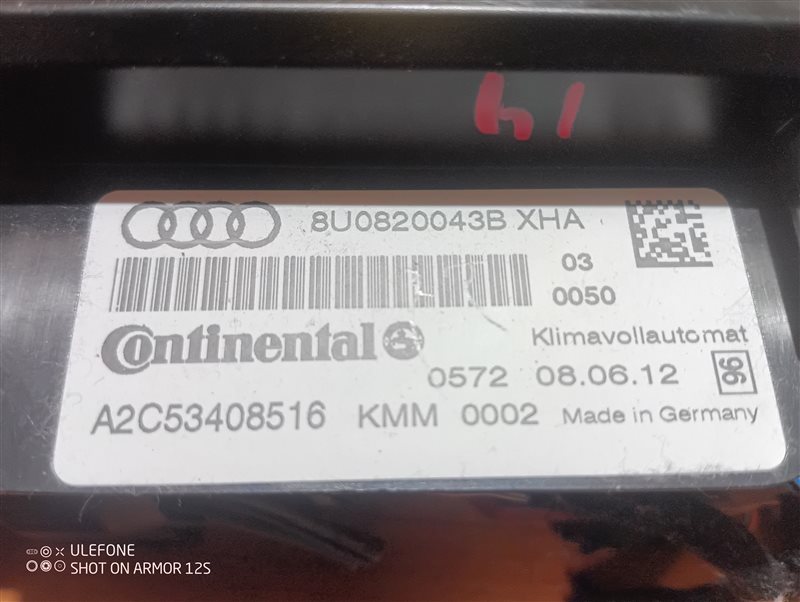 14
8U0820043B XHA
03
0050
Continental
Klimavollautomat
0572 08.06.12 96
A2C53408516 KMM 0002 Made in Germany
ULEFONE
SHOT ON ARMOR 12S